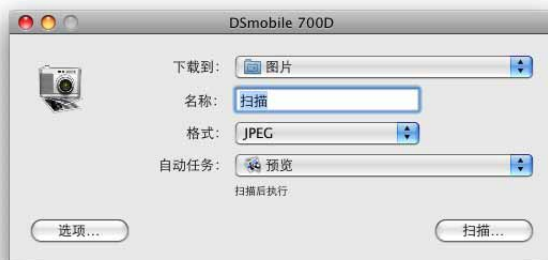 DSmobile 700D
下载到： 图片
名称： 扫描
格式： JPEG
自动任务： 预览
扫描后执行
选项... 扫描...